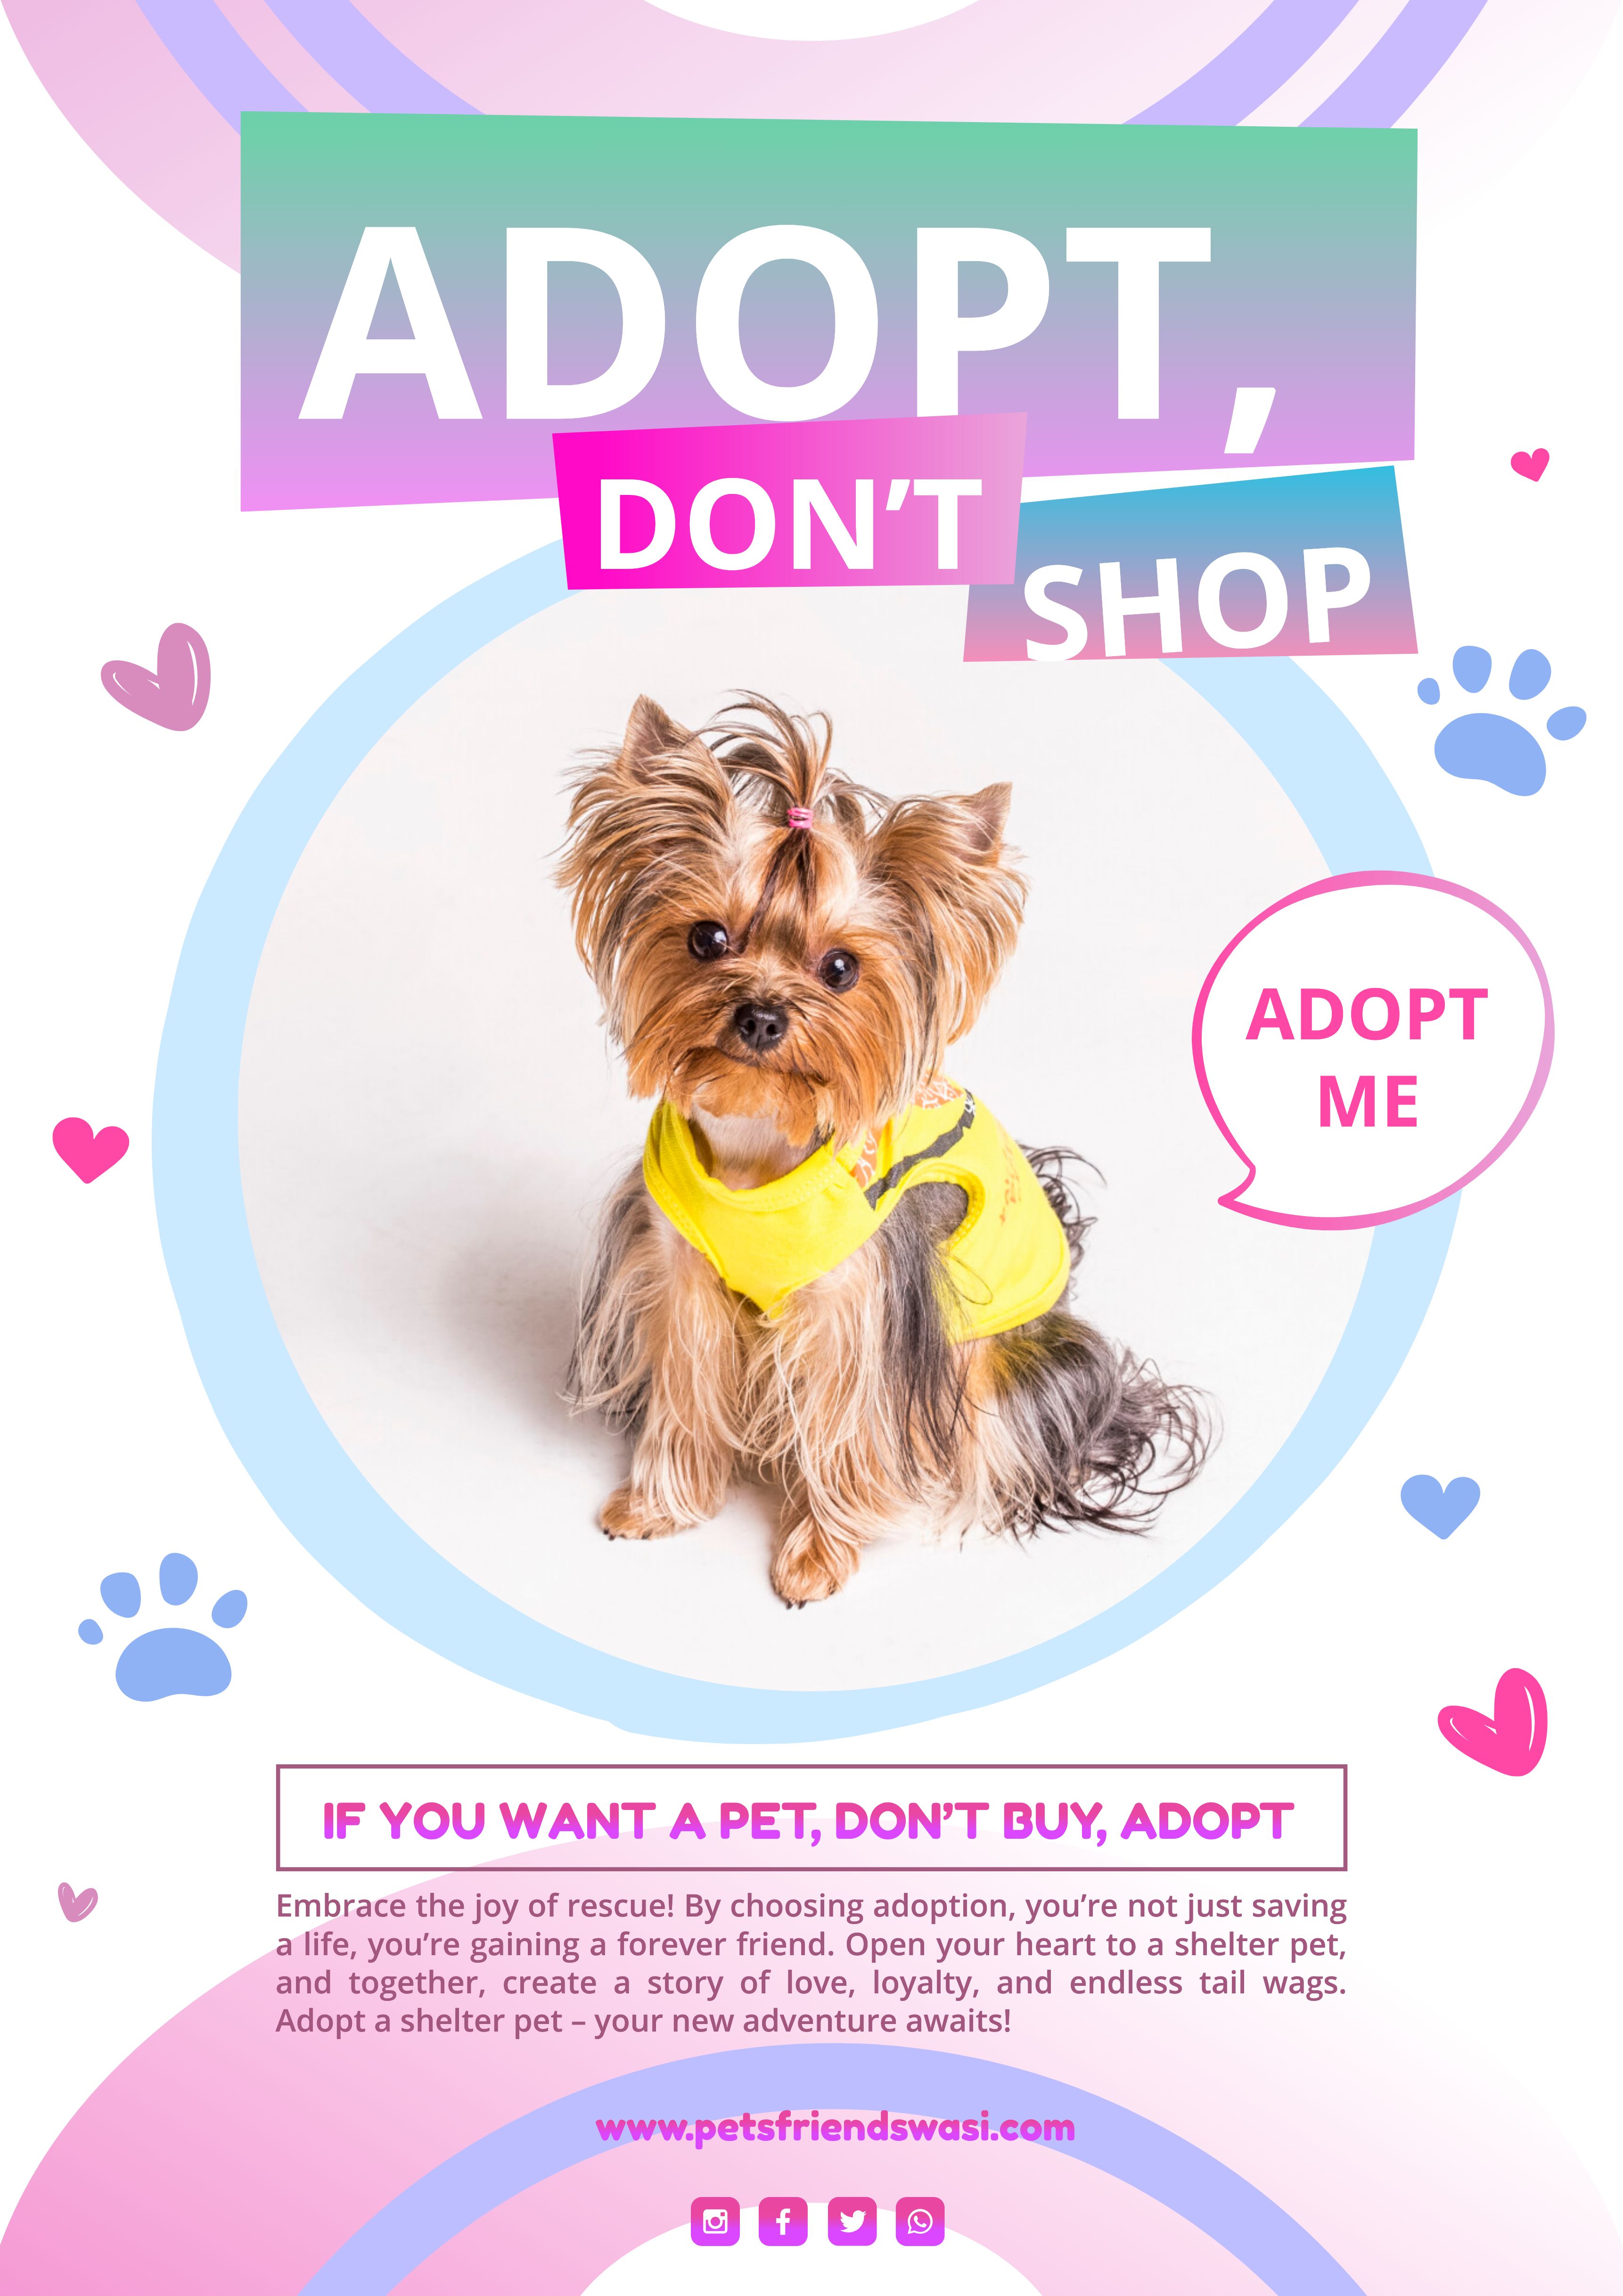 ADOPT,
DON’T
SHOP
ADOPT
ME
IF YOU WANT A PET, DON’T BUY, ADOPT
Embrace the joy of rescue! By choosing adoption, you’re not just saving
a life, you’re gaining a forever friend. Open your heart to a shelter pet,
and together, create a story of love, loyalty, and endless tail wags.
Adopt a shelter pet – your new adventure awaits!
www.petsfriendswasi.com